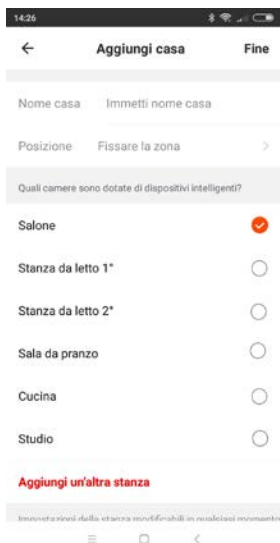 14:26
Aggiungi casa Fine
Nome casa Immetti nome casa
Posizione Fissare la zona
Quali camere sono dotate di dispositivi intelligenti?
Salone
Stanza da letto 1°
Stanza da letto 2°
Sala da pranzo
Cucina
Studio
Aggiungi un'altra stanza
Impostazioni della stanza modificabili in qualsiasi momento